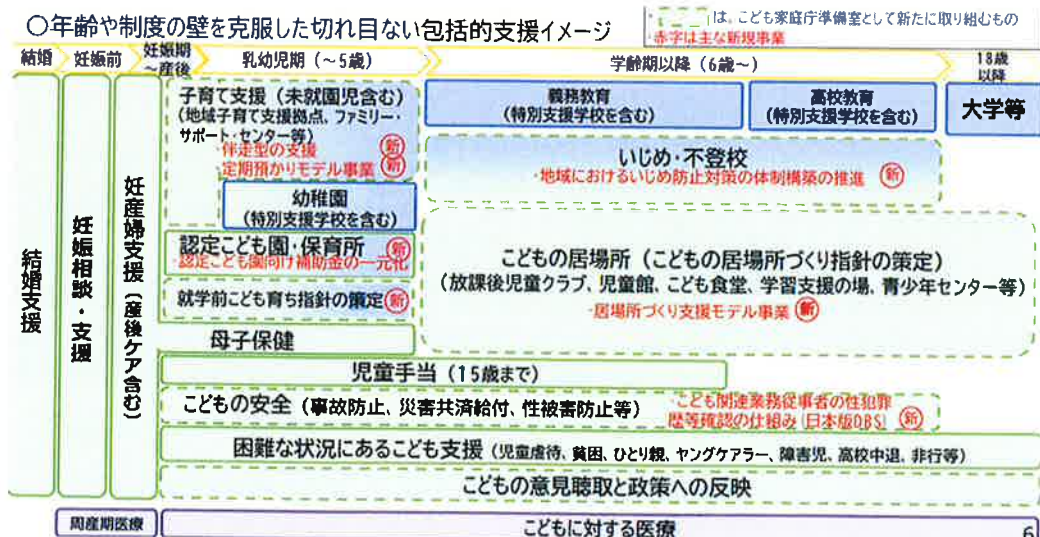 〇年齢や制度の壁を克服した切れ目ない包括的支援イメージ
は、こども家庭庁準備室として新たに取り組むもの
赤字は主な新規事業
結婚
妊娠前
妊娠期
～産後
乳幼児期（～5歳）
学齢期以降（6歳～）
18歳
以降
結婚支援
妊娠相談・支援
妊産婦支援（産後ケア含む）
子育て支援（未就園児含む）
（地域子育て支援拠点、ファミリー・
サポート・センター等）
・伴走型の支援 新
・定期預かりモデル事業 新
幼稚園
（特別支援学校を含む）
認定こども園・保育所 新
・認定こども園向け補助金の一元化
就学前こども育ち指針の策定 新
母子保健
義務教育
（特別支援学校を含む）
高校教育
（特別支援学校を含む）
大学等
いじめ・不登校
・地域におけるいじめ防止対策の体制構築の推進 新
こどもの居場所（こどもの居場所づくり指針の策定）
（放課後児童クラブ、児童館、こども食堂、学習支援の場、青少年センター等）
・居場所づくり支援モデル事業 新
児童手当（15歳まで）
こどもの安全（事故防止、災害共済給付、性被害防止等）
・こども関連業務従事者の性犯罪
歴等確認の仕組み（日本版DBS） 新
困難な状況にあるこども支援（児童虐待、貧困、ひとり親、ヤングケアラー、障害児、高校中退、非行等）
こどもの意見聴取と政策への反映
周産期医療
こどもに対する医療
6